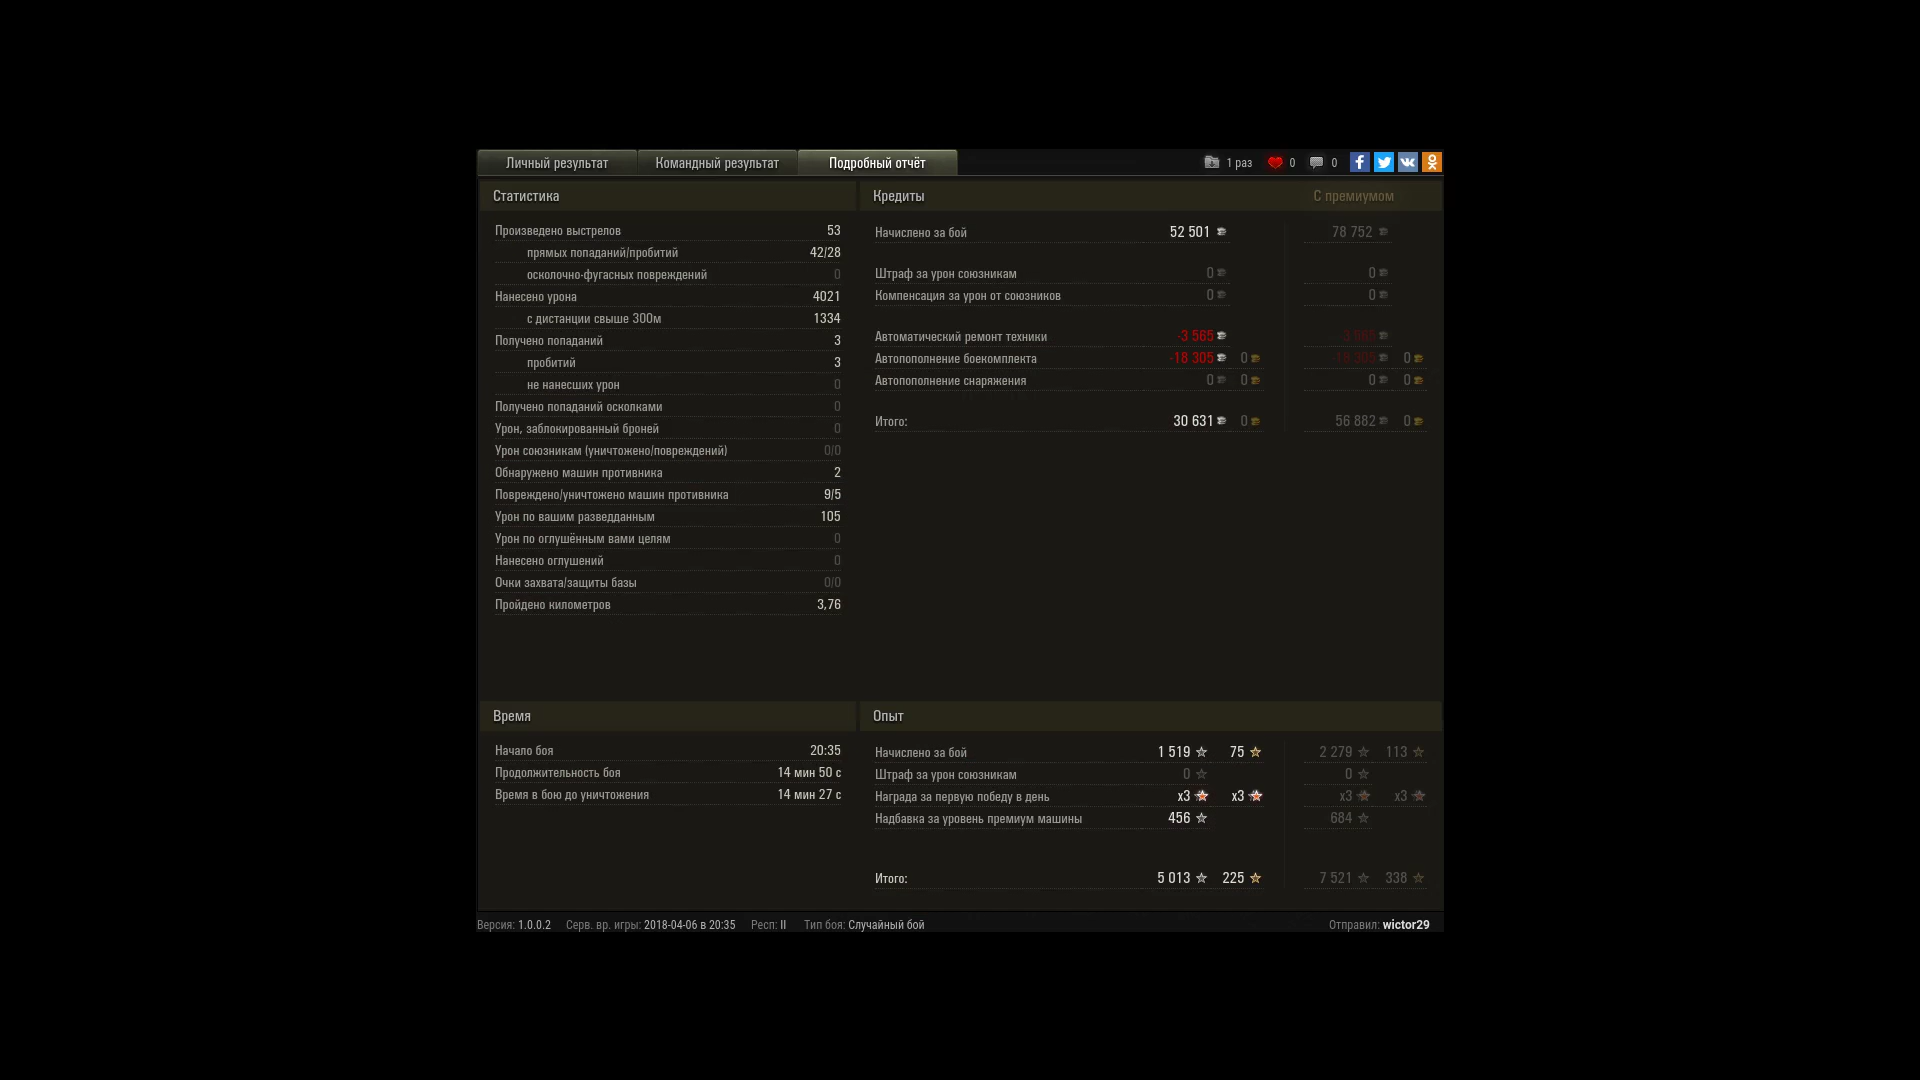 Личный результат Командный результат Подробный отчёт 1 раз 0 0
Статистика
Произведено выстрелов 53
прямых попаданий/пробитий 42/28
осколочно-фугасных повреждений 0
Нанесено урона 4021
с дистанции свыше 300м 1334
Получено попаданий 3
пробитий 3
не нанесших урон 0
Получено попаданий осколками 0
Урон, заблокированный броней 0
Урон союзникам (уничтожено/повреждений) 0/0
Обнаружено машин противника 2
Повреждено/уничтожено машин противника 9/5
Урон по вашим разведданным 105
Урон по оглушённым вами целям 0
Нанесено оглушений 0
Очки захвата/защиты базы 0/0
Пройдено километров 3,76
Кредиты С премиумом
Начислено за бой 52 501 78 752
Штраф за урон союзникам 0 0
Компенсация за урон от союзников 0 0
Автоматический ремонт техники -3 565 -3 565
Автопополнение боекомплекта -18 305 0 -18 305 0
Автопополнение снаряжения 0 0 0 0
Итого: 30 631 0 56 882 0
Время
Начало боя 20:35
Продолжительность боя 14 мин 50 с
Время в бою до уничтожения 14 мин 27 с
Опыт
Начислено за бой 1 519 75 2 279 113
Штраф за урон союзникам 0 0
Награда за первую победу в день x3 x3 x3 x3
Надбавка за уровень премиум машины 456 684
Итого: 5 013 225 7 521 338
Версия: 1.0.0.2 Серв. вр. игры: 2018-04-06 в 20:35 Респ: II Тип боя: Случайный бой Отправил: wictor29